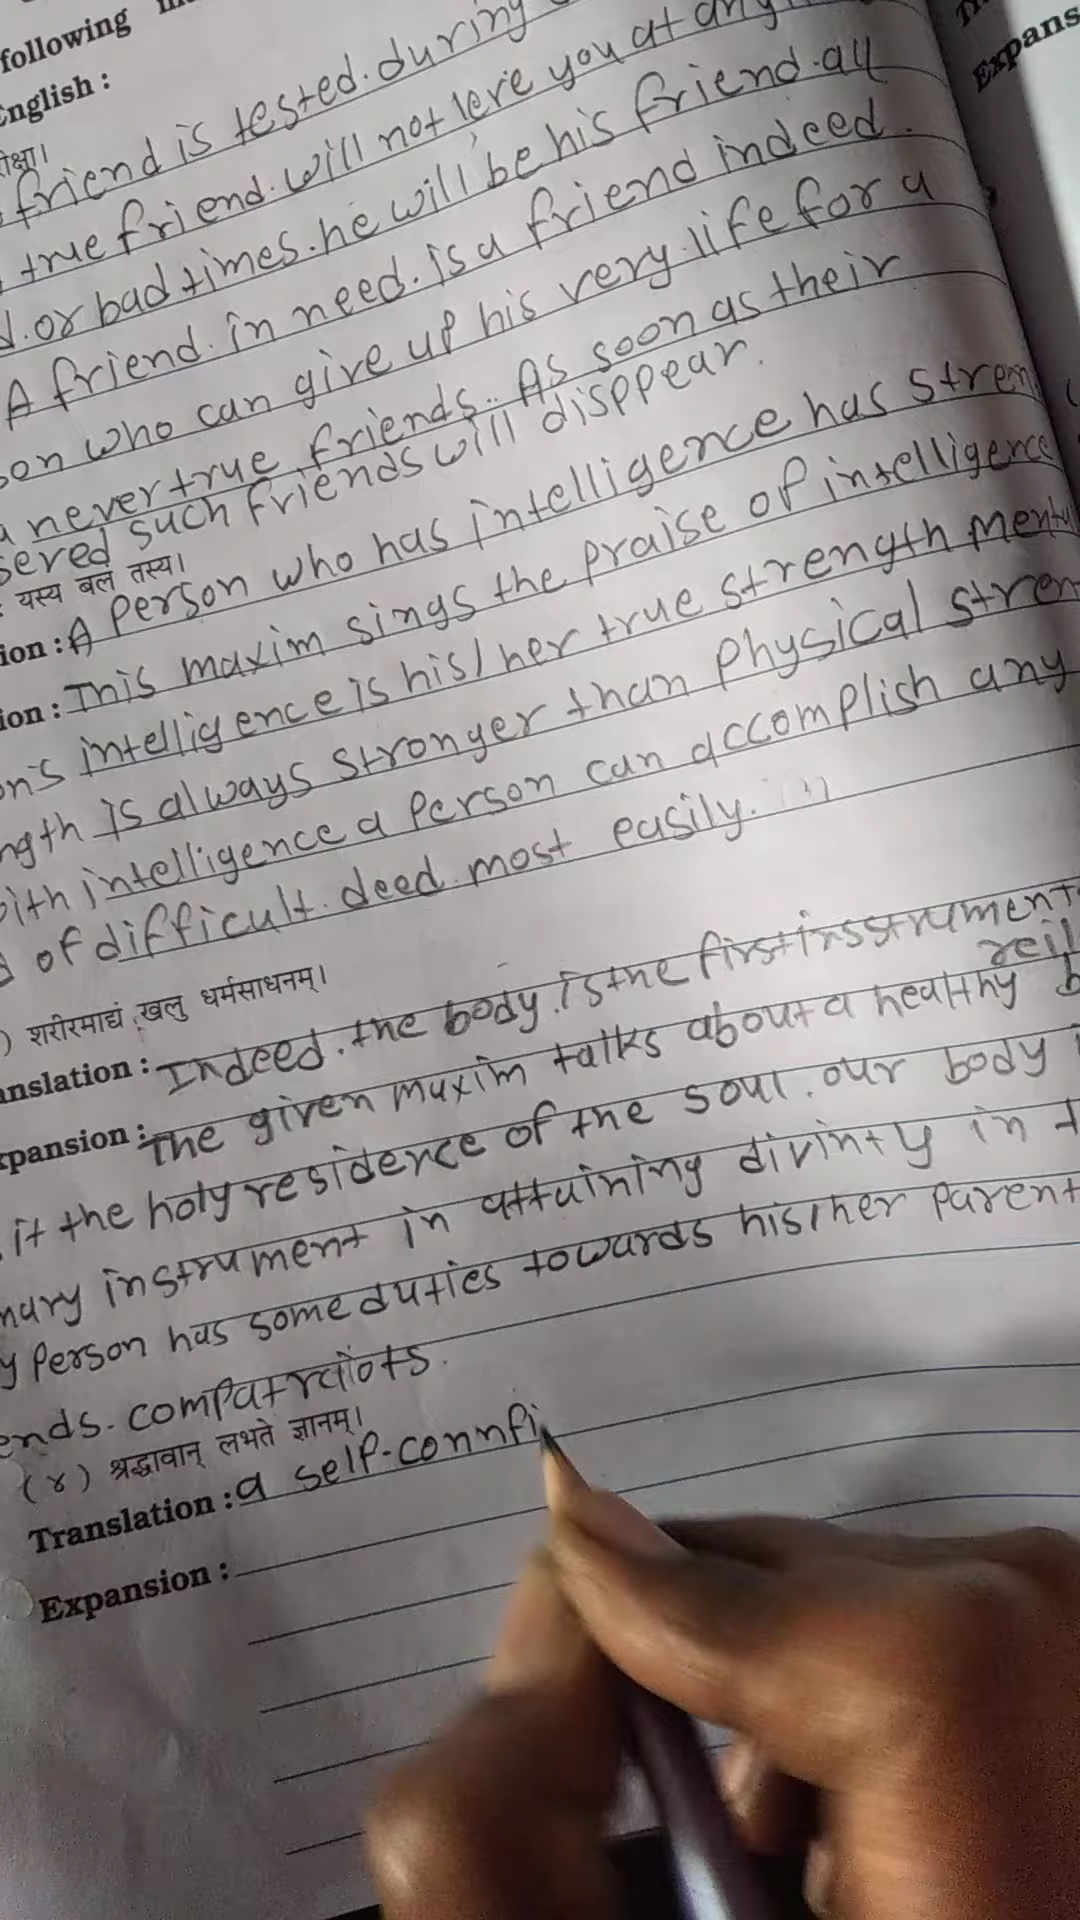 following
English :
friend is tested. during
true friend. will not leve you at any
or bad times. he will be his friend. all
A friend. in need. is a friend indeed.
who can give up his very life for a
never true friends. As soon as their
such friends will disppear.
यस्य बलं तस्य।
A person who has intelligence has
This maxim sings the praise of intelligence
intelligence is his/her true strength
is always stronger than physical
intelligence a person can accomplish any
of difficult. deed. most easily.
) शरीरमाद्यं खलु धर्मसाधनम्।
Indeed. the body. is the first insstrument
The given muxim talks about a healthy
it the holy residence of the soul. our body
instrument in attaining divinty in
person has some duties towards his/her
compatraiots.
(४) श्रद्धावान् लभते ज्ञानम्।
Translation : a self-connfi
Expansion :